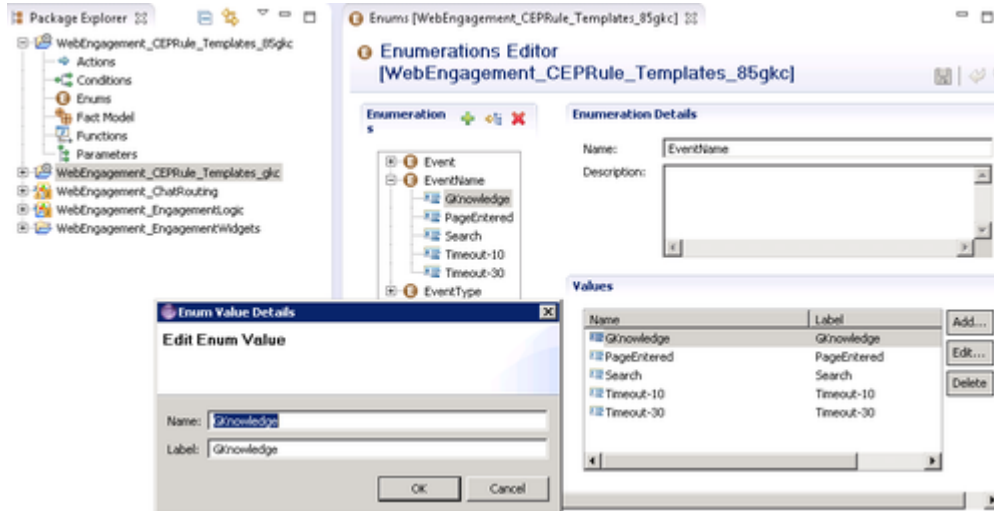 Package Explorer
WebEngagement_CEPRule_Templates_85gkc
Actions
Conditions
Enums
Fact Model
Functions
Parameters
WebEngagement_CEPRule_Templates_gkc
WebEngagement_ChatRouting
WebEngagement_EngagementLogic
WebEngagement_EngagementWidgets
Enums [WebEngagement_CEPRule_Templates_85gkc]
Enumerations Editor
[WebEngagement_CEPRule_Templates_85gkc]
Enumeration
s
Event
EventName
GKnowledge
PageEntered
Search
Timeout-10
Timeout-30
EventType
Enumeration Details
Name: EventName
Description:
Values
Name Label
GKnowledge GKnowledge
PageEntered PageEntered
Search Search
Timeout-10 Timeout-10
Timeout-30 Timeout-30
Add...
Edit...
Delete
Enum Value Details
Edit Enum Value
Name: GKnowledge
Label: GKnowledge
OK Cancel